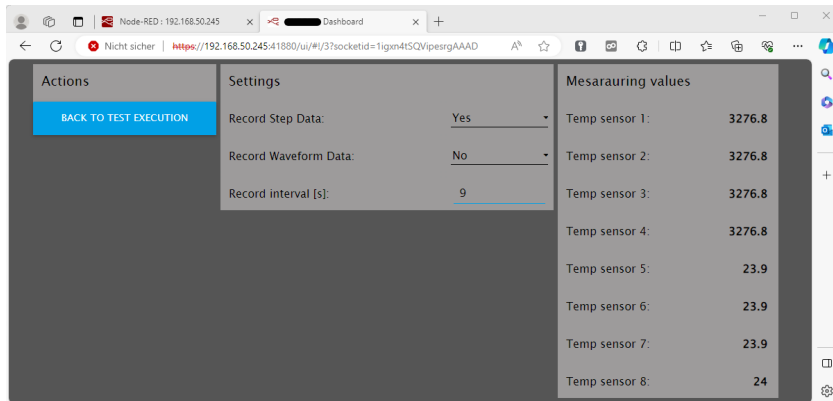 Node-RED : 192.168.50.245
Dashboard
Nicht sicher
https://192.168.50.245:41880/ui/#!/3?socketid=1igxn4tSQVipesrgAAAD
Actions
BACK TO TEST EXECUTION
Settings
Record Step Data: Yes
Record Waveform Data: No
Record interval [s]: 9
Mesarauring values
Temp sensor 1: 3276.8
Temp sensor 2: 3276.8
Temp sensor 3: 3276.8
Temp sensor 4: 3276.8
Temp sensor 5: 23.9
Temp sensor 6: 23.9
Temp sensor 7: 23.9
Temp sensor 8: 24